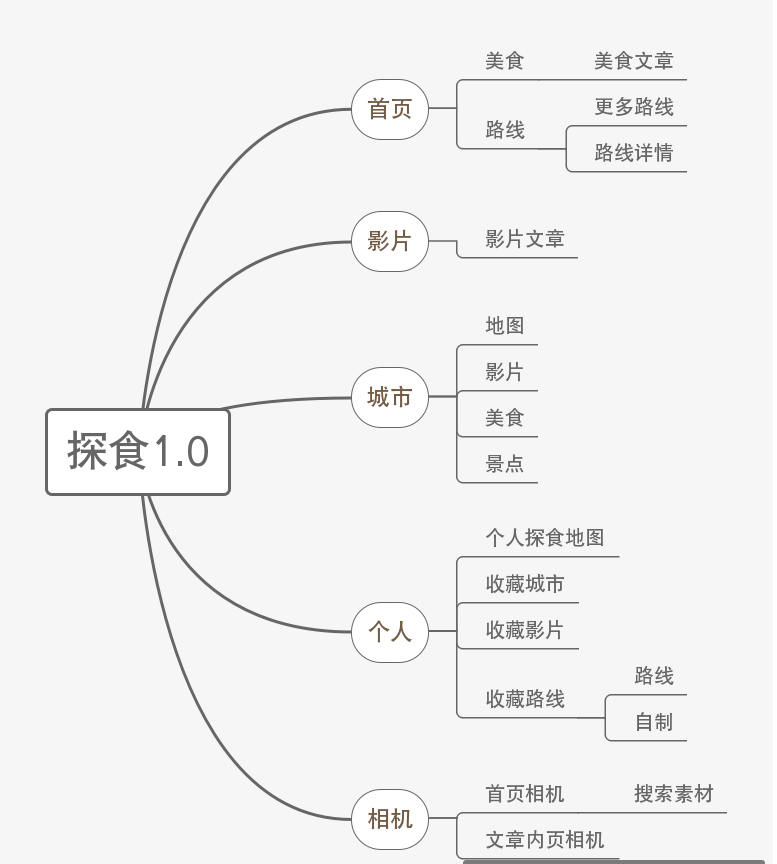 探食1.0
首页
美食
美食文章
路线
更多路线
路线详情
影片
影片文章
城市
地图
影片
美食
景点
个人
个人探食地图
收藏城市
收藏影片
收藏路线
路线
自制
相机
首页相机
搜索素材
文章内页相机